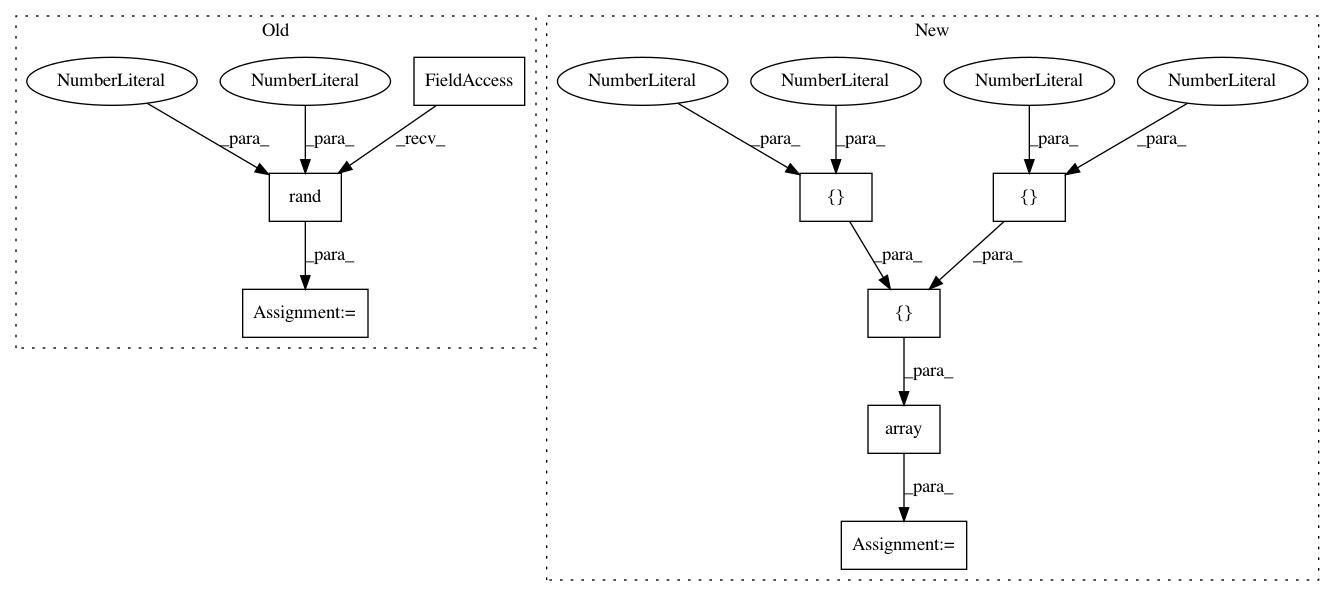 Old
New
NumberLiteral
NumberLiteral
FieldAccess
NumberLiteral
NumberLiteral
NumberLiteral
NumberLiteral
_para_
_para_
_recv_
_para_
_para_
_para_
_para_
rand
{}
{}
_para_
_para_
_para_
Assignment:=
{}
_para_
array
_para_
Assignment:=